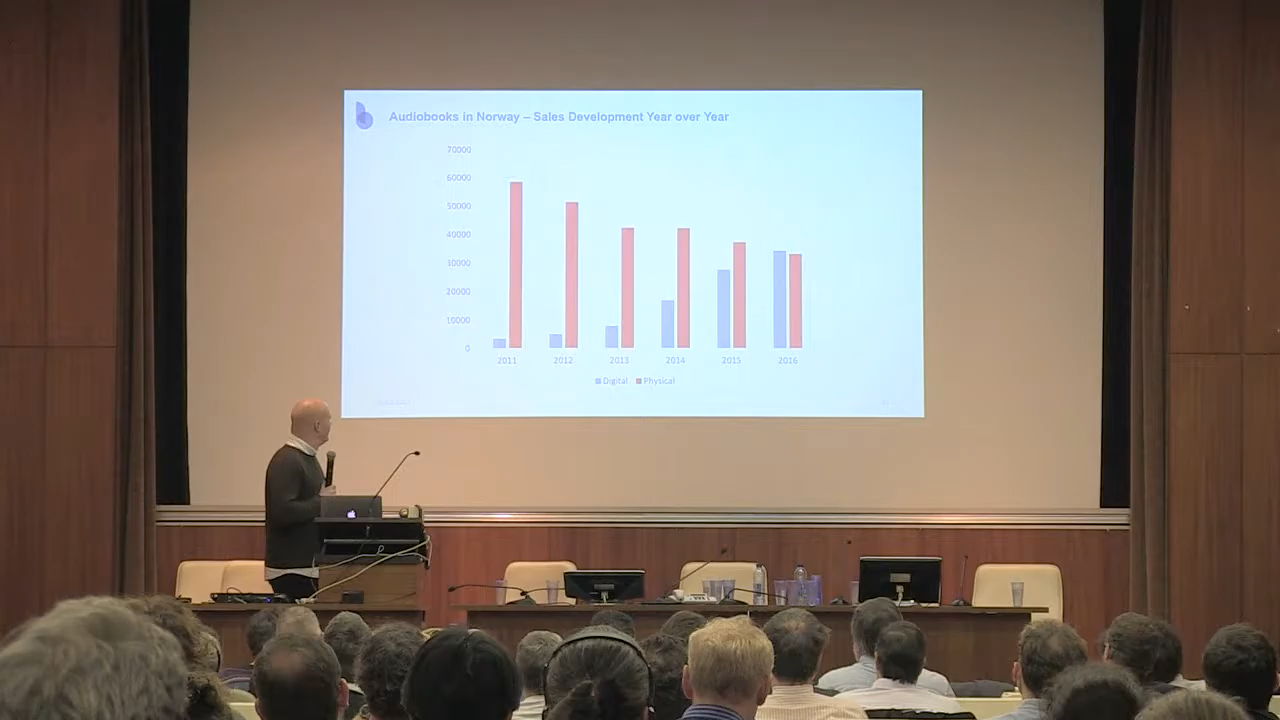 Audiobooks in Norway – Sales Development Year over Year
70000
60000
50000
40000
30000
20000
10000
0
2011 2012 2013 2014 2015 2016
Digital Physical